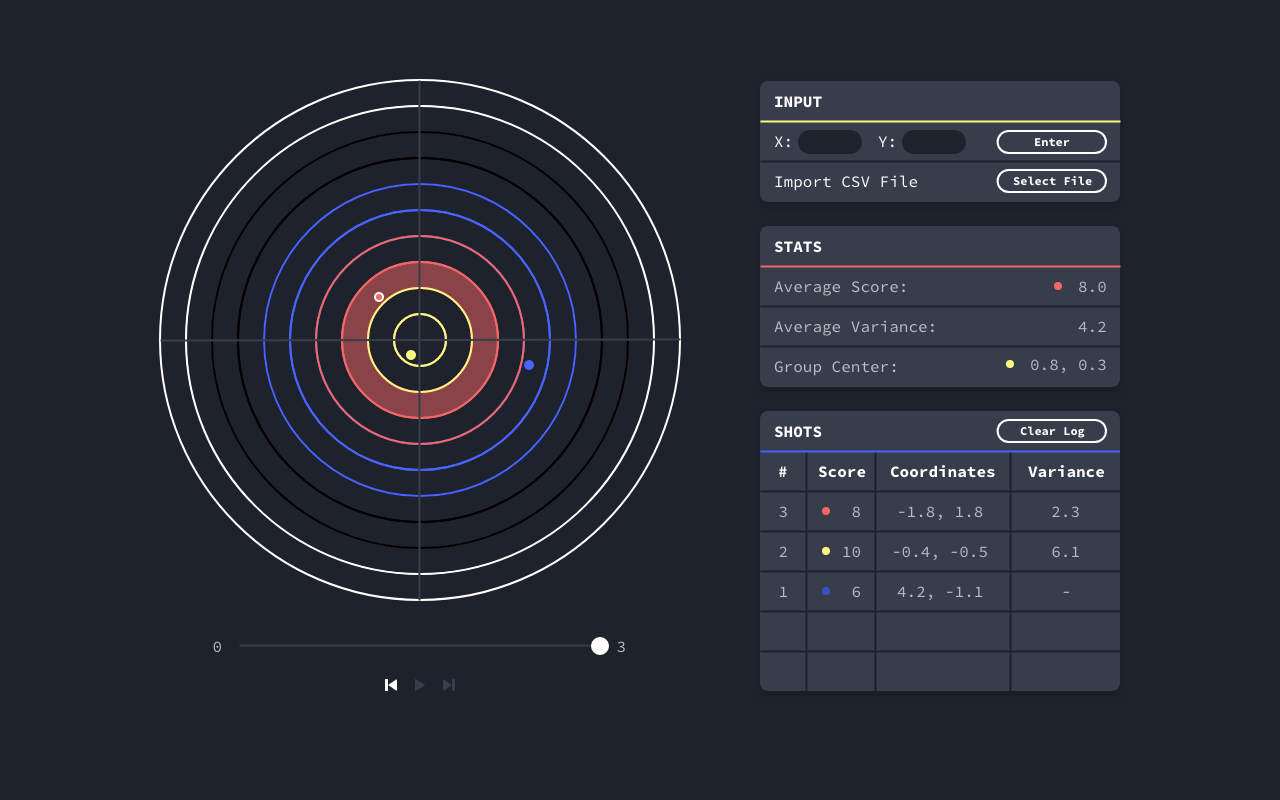 INPUT
X: Y: Enter
Import CSV File Select File
STATS
Average Score: 8.0
Average Variance: 4.2
Group Center: 0.8, 0.3
SHOTS Clear Log
# Score Coordinates Variance
3 8 -1.8, 1.8 2.3
2 10 -0.4, -0.5 6.1
1 6 4.2, -1.1 -
0 3